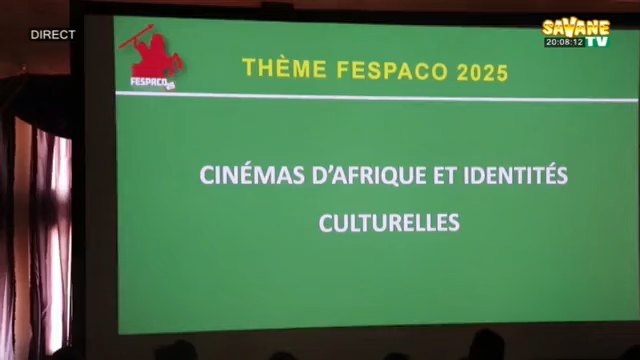 DIRECT
SAVANE
20:08:12 TV
FESPACO
THÈME FESPACO 2025
CINÉMAS D'AFRIQUE ET IDENTITÉS
CULTURELLES